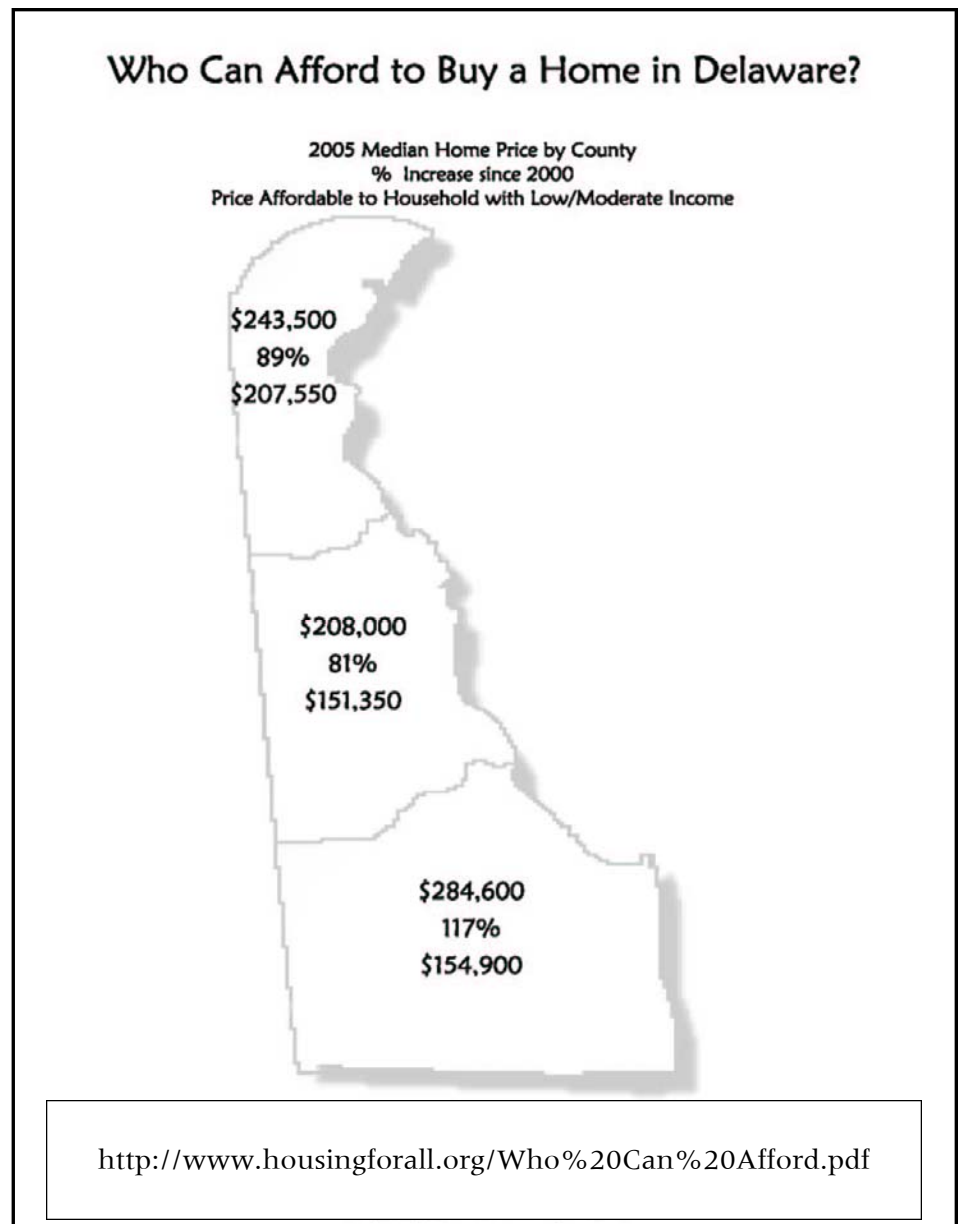 Who Can Afford to Buy a Home in Delaware?
2005 Median Home Price by County
% Increase since 2000
Price Affordable to Household with Low/Moderate Income
$243,500
89%
$207,550
$208,000
81%
$151,350
$284,600
117%
$154,900
http://www.housingforall.org/Who%20Can%20Afford.pdf